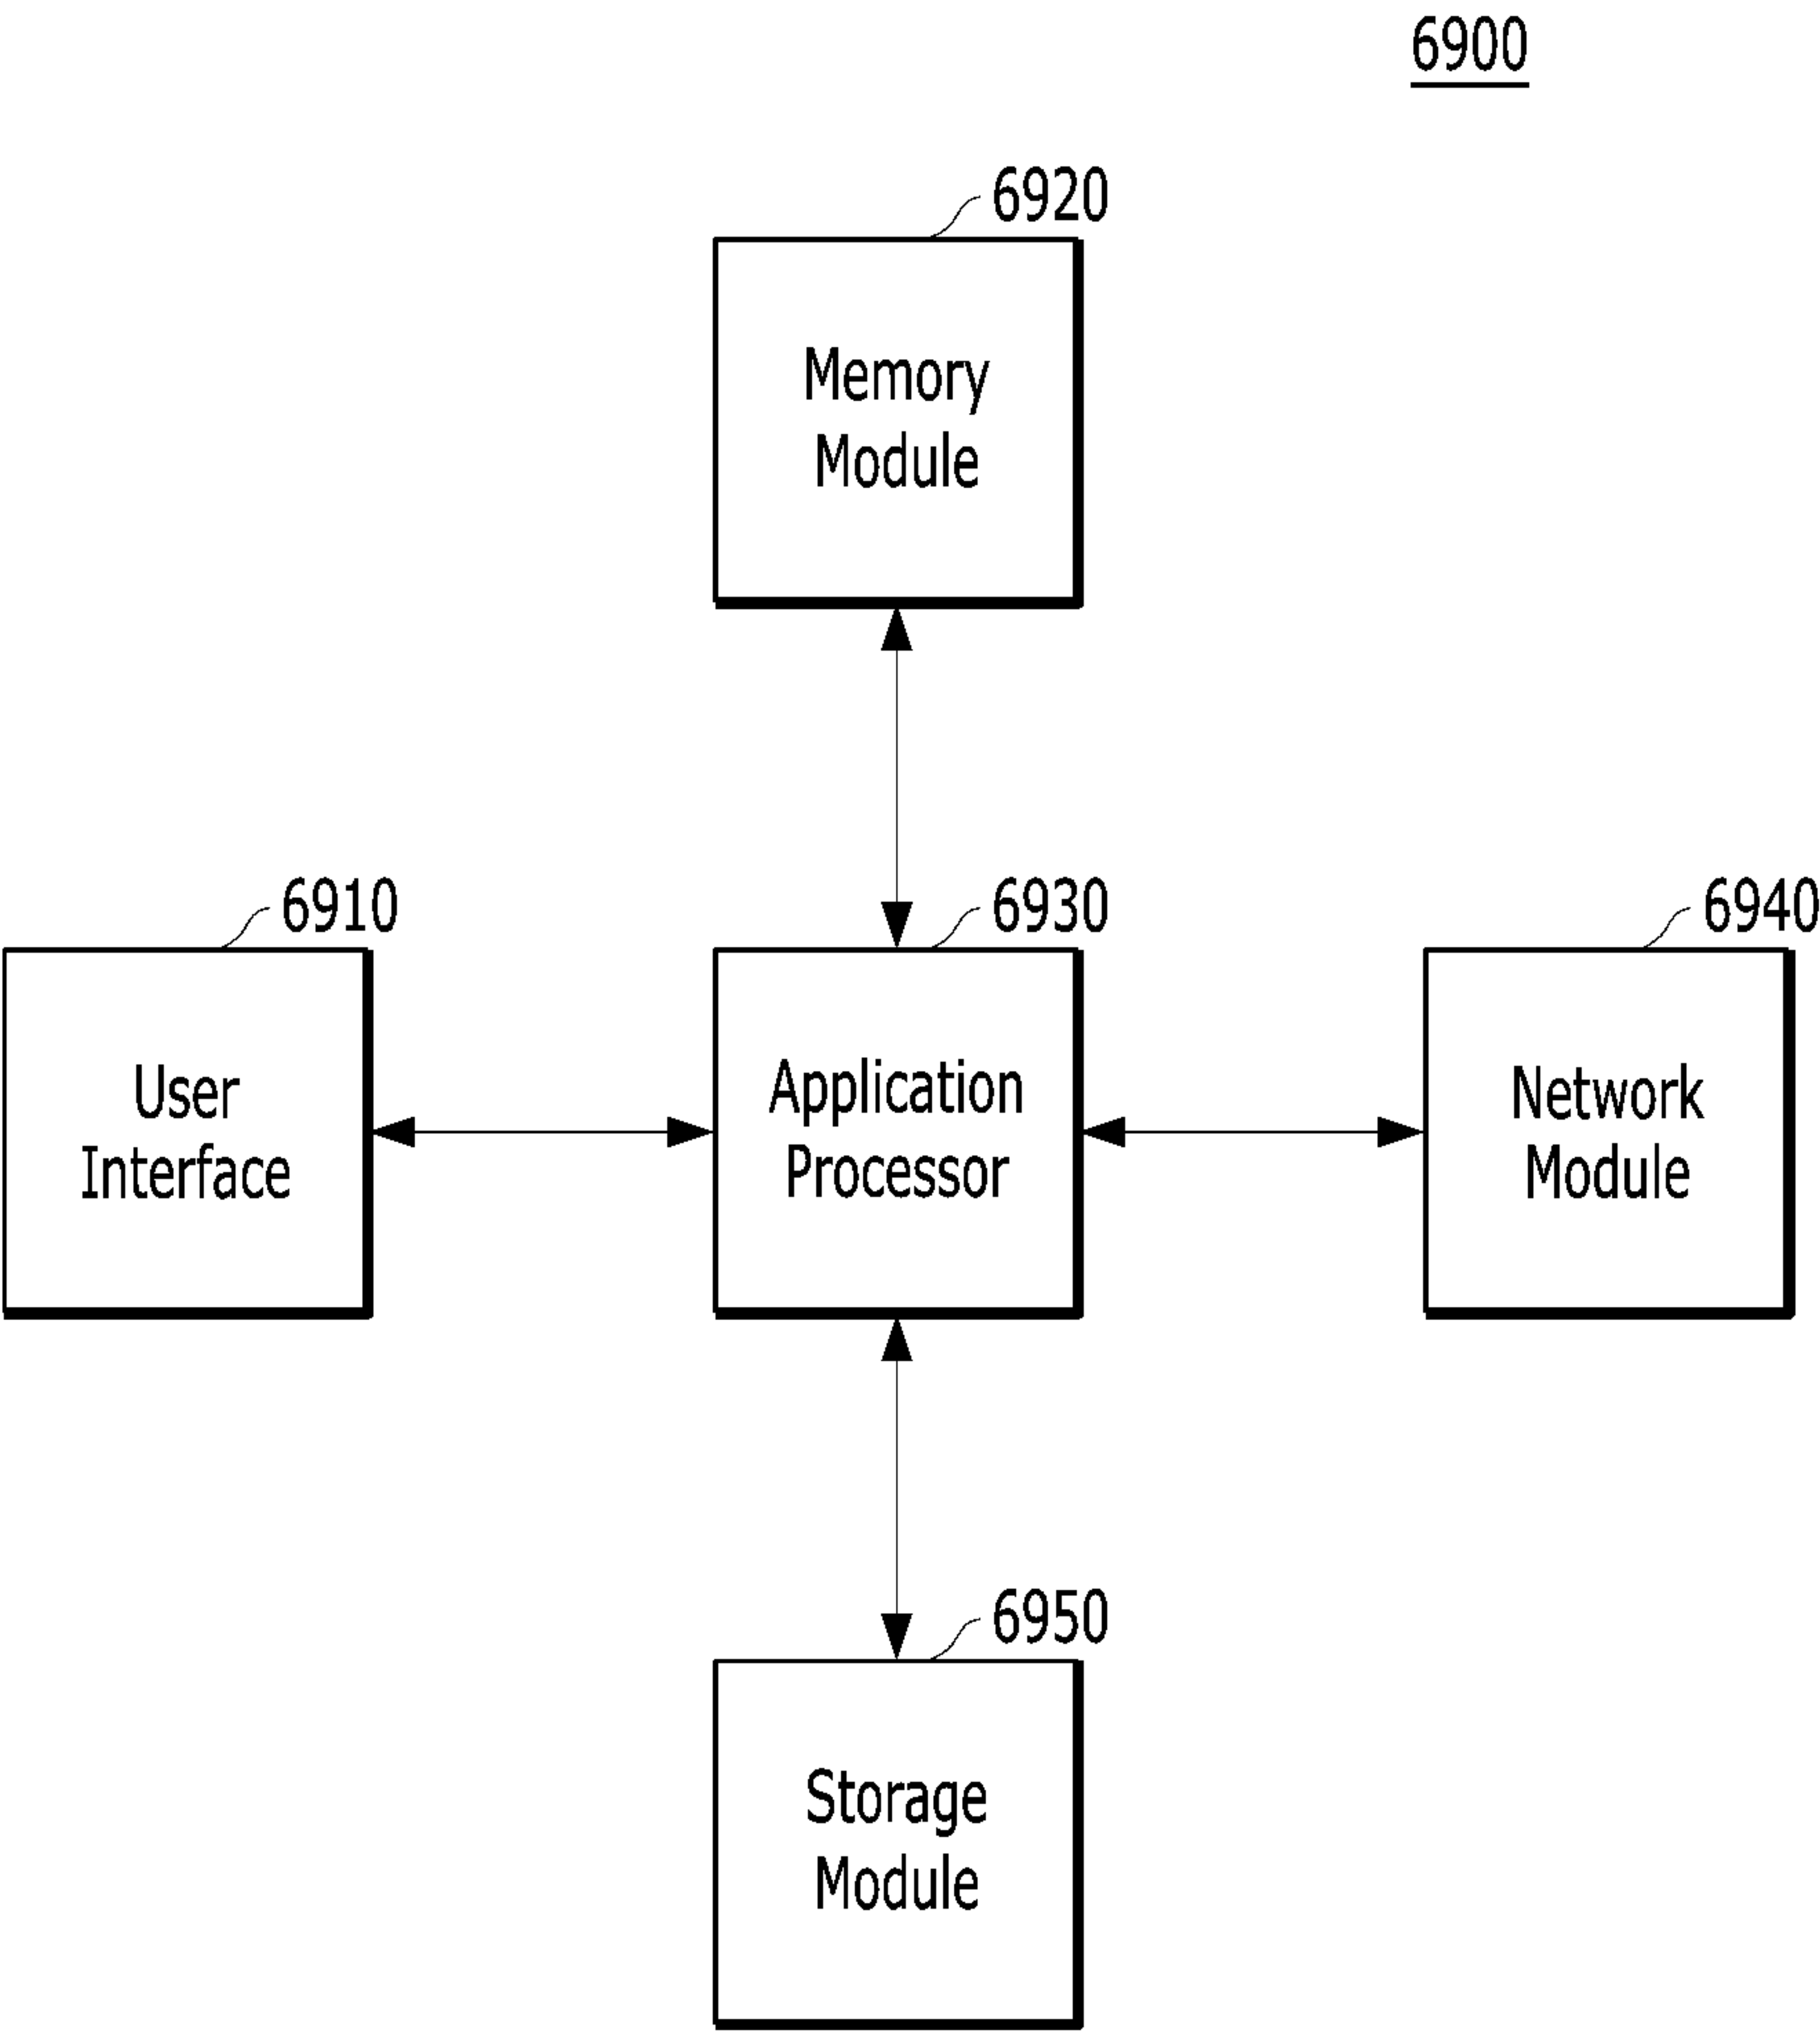 6900
6920
Memory
Module
6910
6930
6940
User
Interface
Application
Processor
Network
Module
6950
Storage
Module